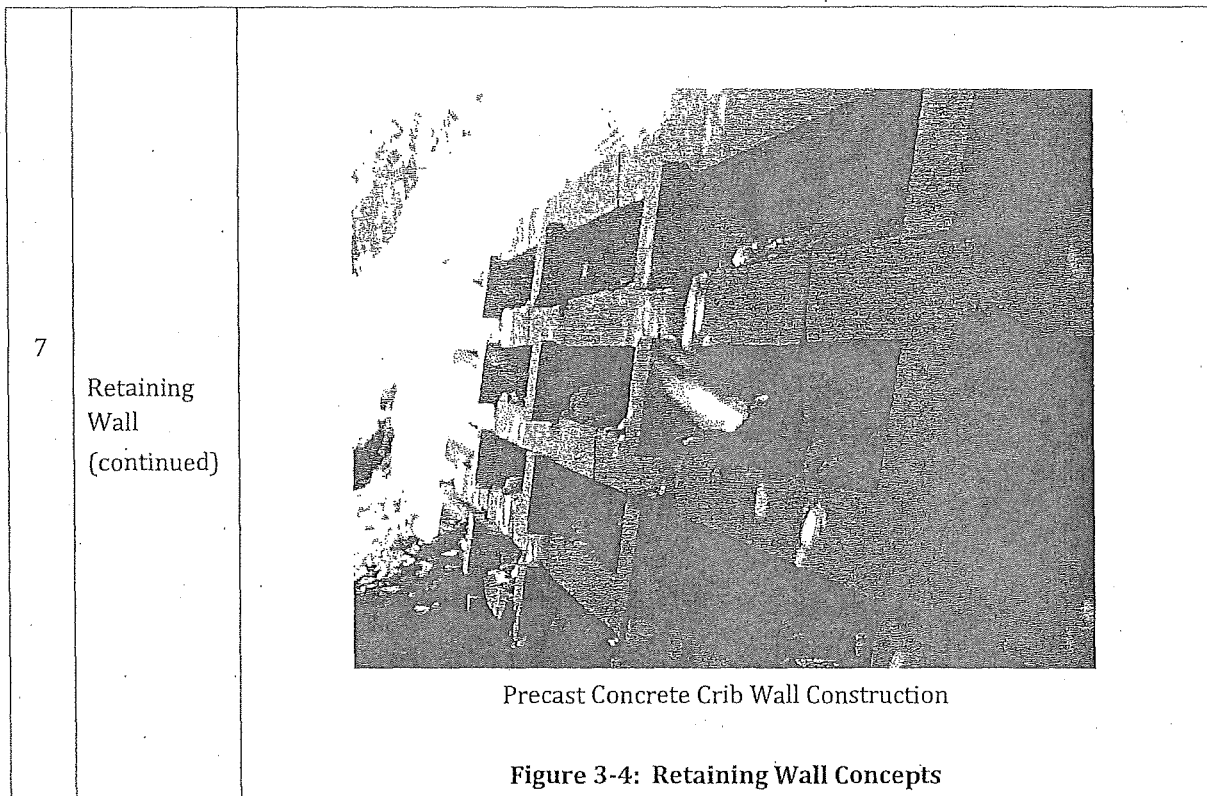 7
Retaining
Wall
(continued)
Precast Concrete Crib Wall Construction
Figure 3-4: Retaining Wall Concepts